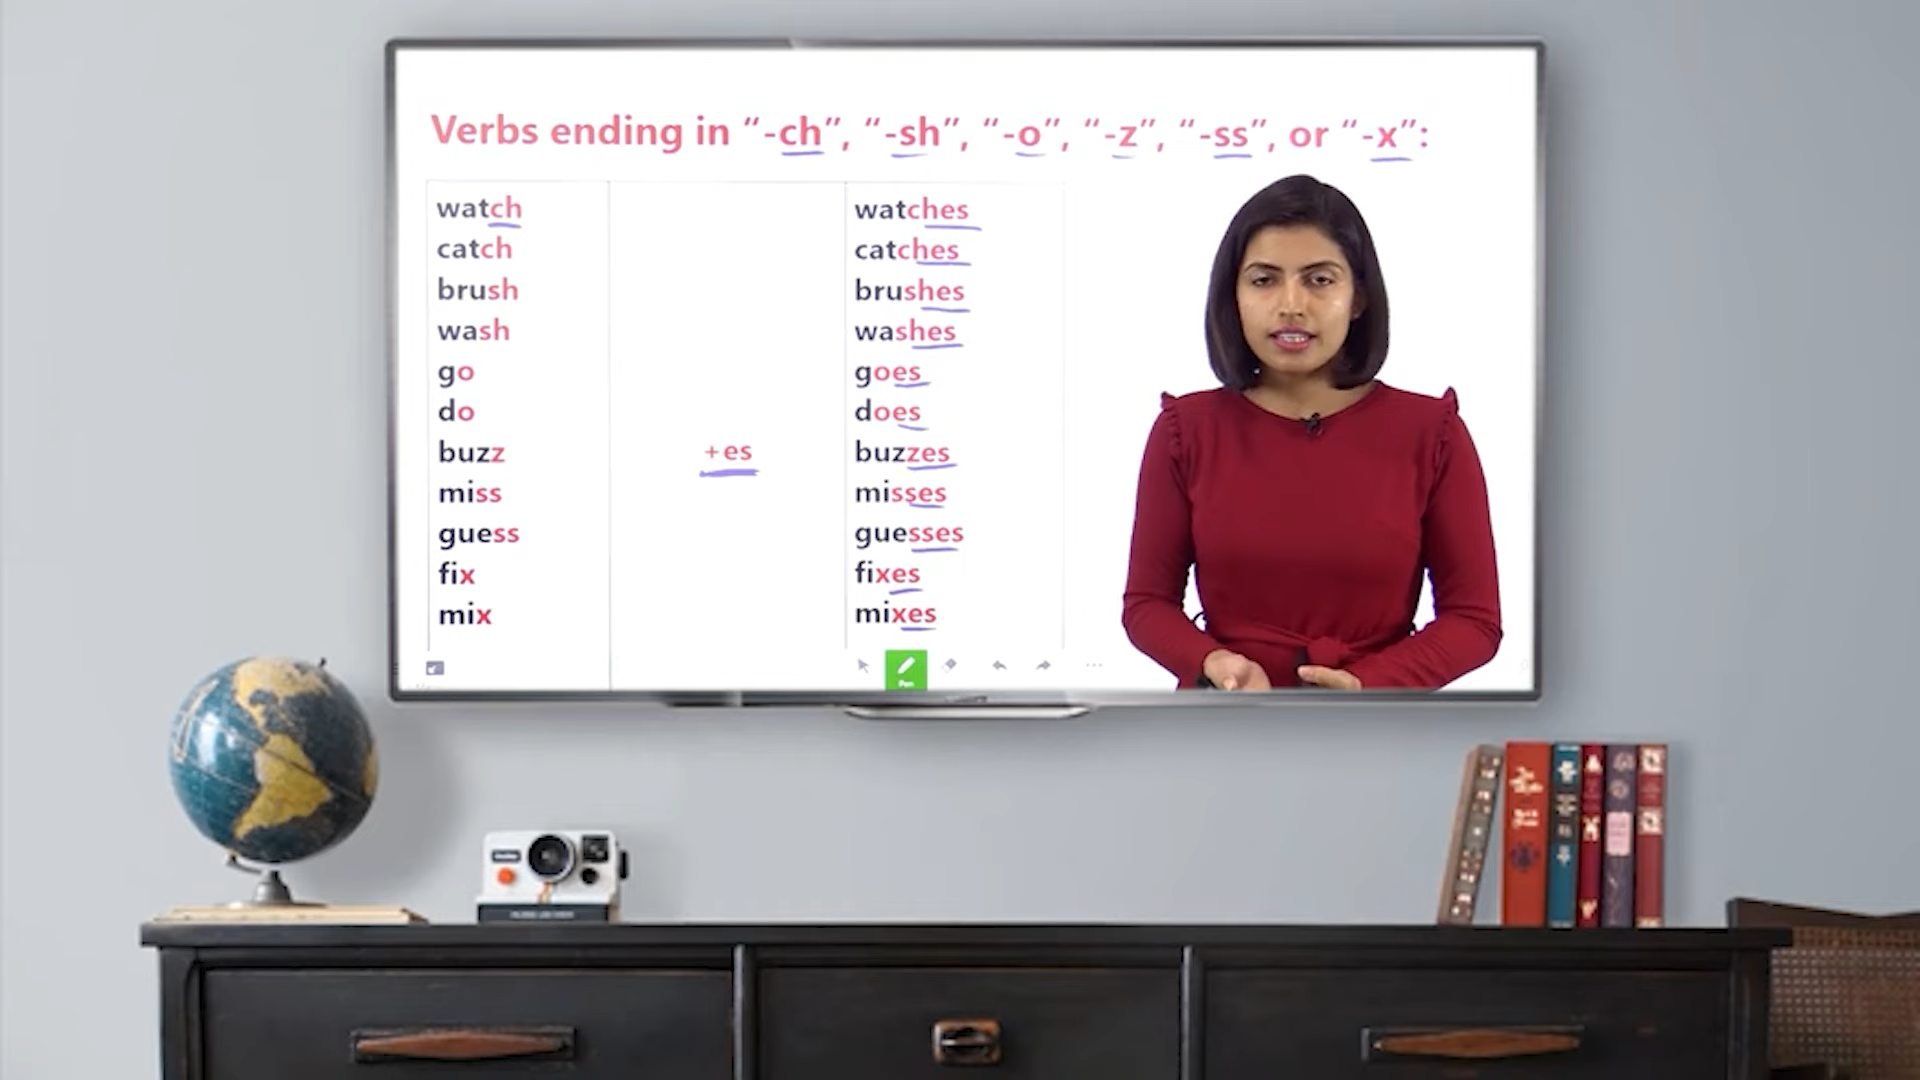 Verbs ending in “-ch”, “-sh”, “-o”, “-z”, “-ss”, or “-x”:
watch watches
catch catches
brush brushes
wash washes
go goes
do does
buzz +es buzzes
miss misses
guess guesses
fix fixes
mix mixes
Pen